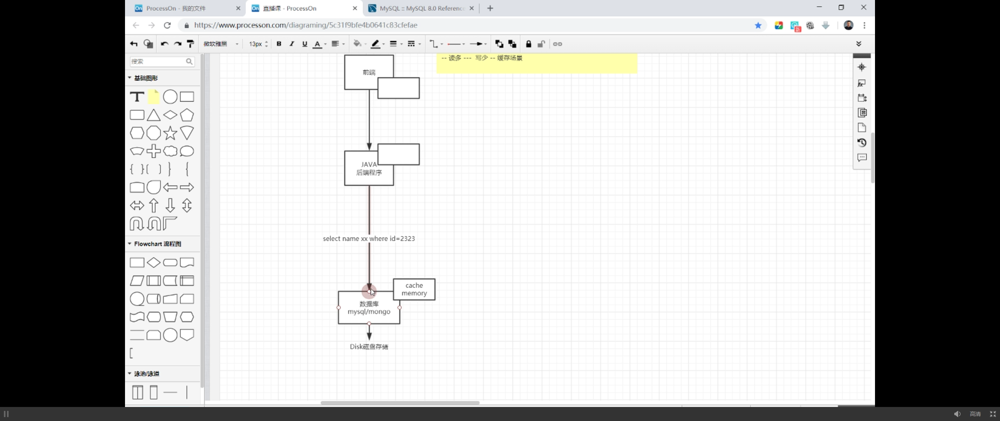 ProcessOn - 我的文件
直播课 - ProcessOn
MySQL :: MySQL 8.0 Reference
https://www.processon.com/diagraming/5c31f9bfe4b0641c83cfefae
新
微软雅黑
13px
B
I
U
A
搜索
-- 读多 --- 写少 -- 缓存场景
基础图形
前端
JAVA
后端程序
select name xx where id=2323
Flowchart 流程图
cache
memory
数据库
mysql/mongo
Disk磁盘存储
泳池/泳道
高清